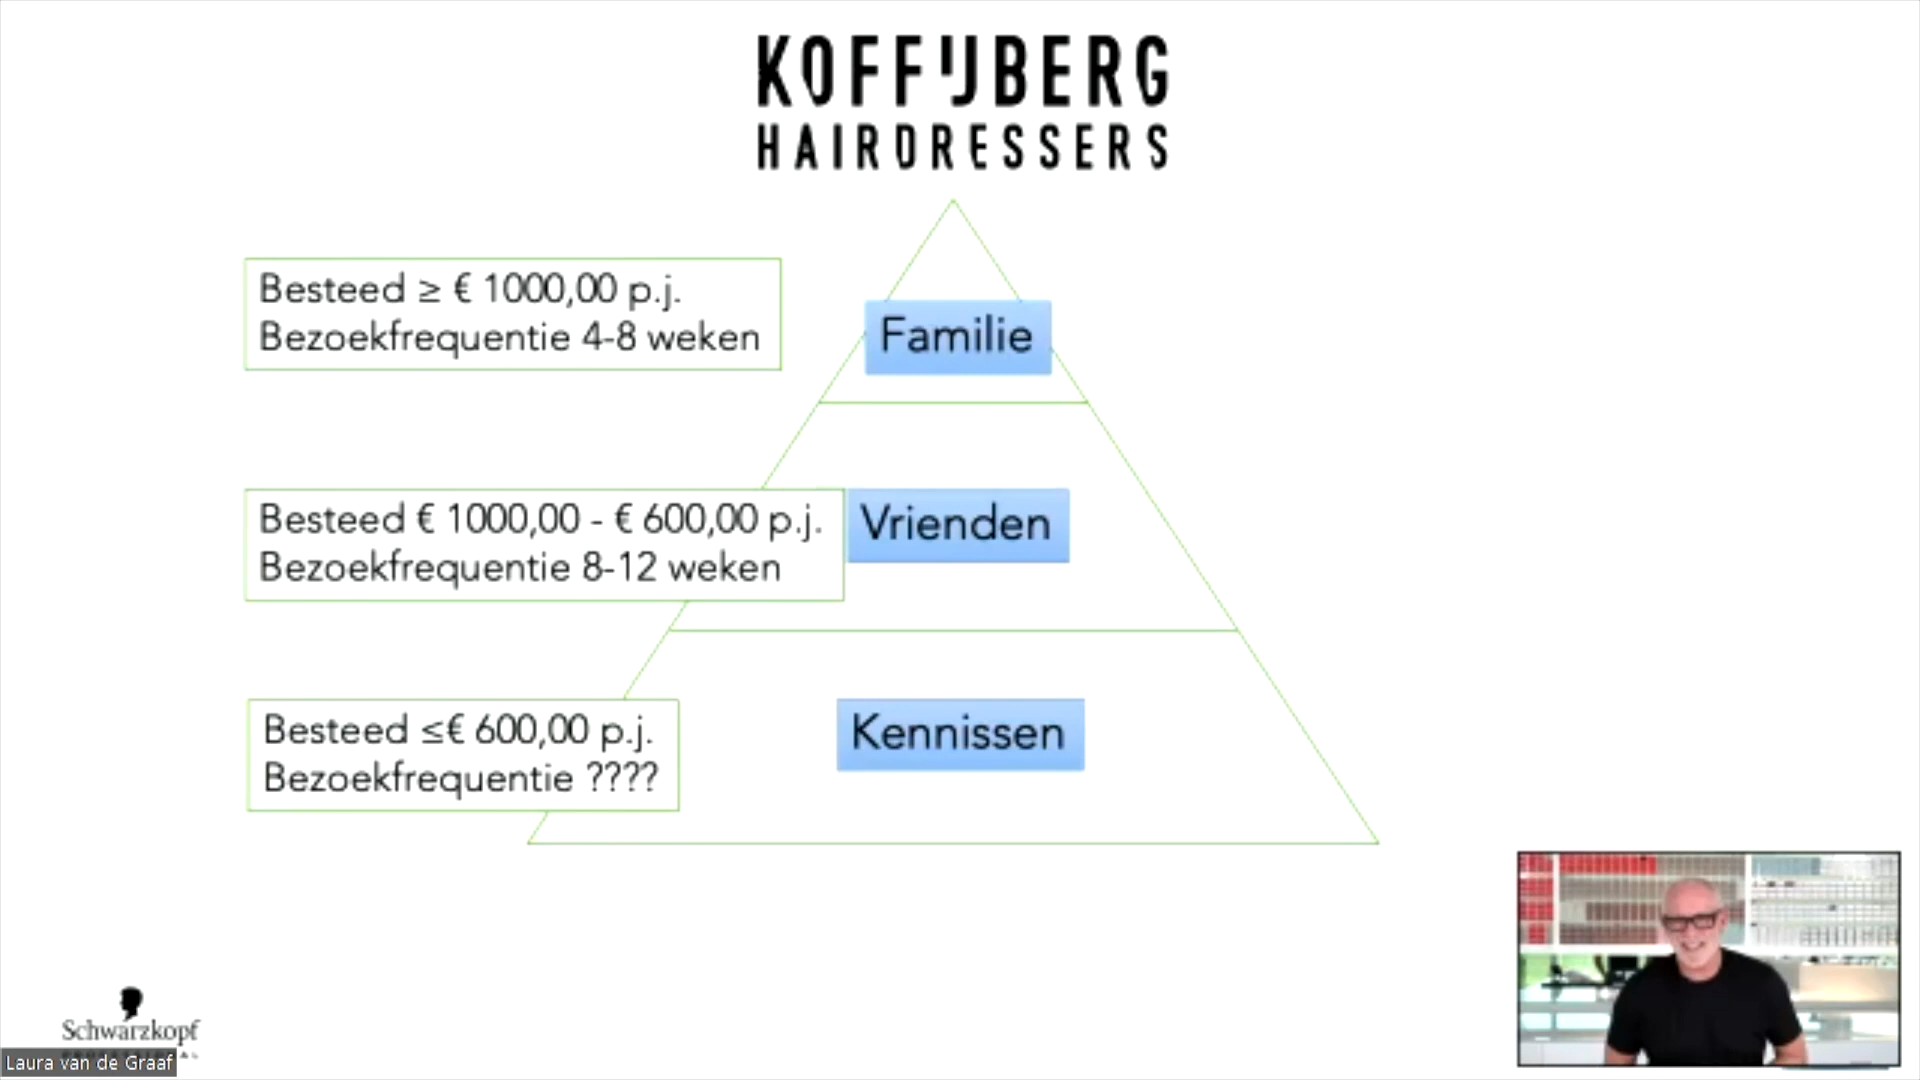 KOFFIJBERG
HAIRDRESSERS
Besteed ≥ € 1000,00 p.j.
Bezoekfrequentie 4-8 weken
Familie
Besteed € 1000,00 - € 600,00 p.j.
Bezoekfrequentie 8-12 weken
Vrienden
Besteed ≤€ 600,00 p.j.
Bezoekfrequentie ????
Kennissen
Schwarzkopf
Laura van de Graaf